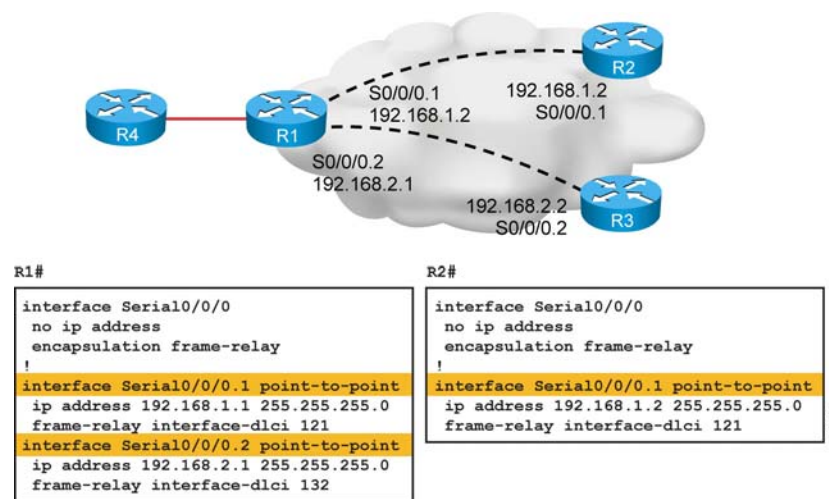 R2
S0/0/0.1
192.168.1.2
192.168.1.2
S0/0/0.1
R4
R1
S0/0/0.2
192.168.2.1
192.168.2.2
S0/0/0.2
R3
R1#
interface Serial0/0/0
no ip address
encapsulation frame-relay
!
interface Serial0/0/0.1 point-to-point
ip address 192.168.1.1 255.255.255.0
frame-relay interface-dlci 121
interface Serial0/0/0.2 point-to-point
ip address 192.168.2.1 255.255.255.0
frame-relay interface-dlci 132
R2#
interface Serial0/0/0
no ip address
encapsulation frame-relay
!
interface Serial0/0/0.1 point-to-point
ip address 192.168.1.2 255.255.255.0
frame-relay interface-dlci 121